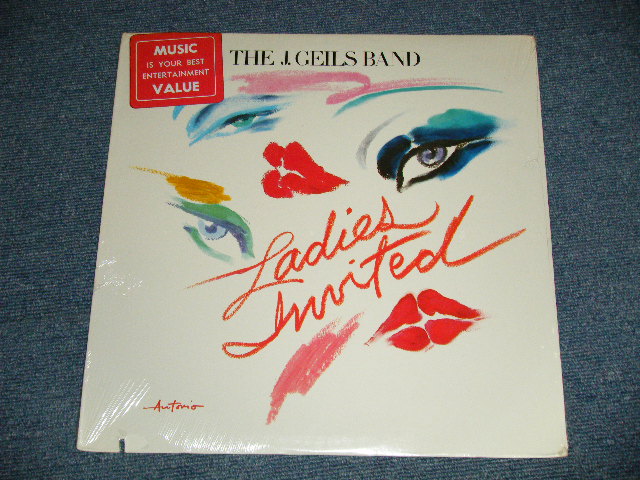 MUSIC
IS YOUR BEST
ENTERTAINMENT
VALUE
THE J. GEILS BAND
Ladies
Invited
Antonio